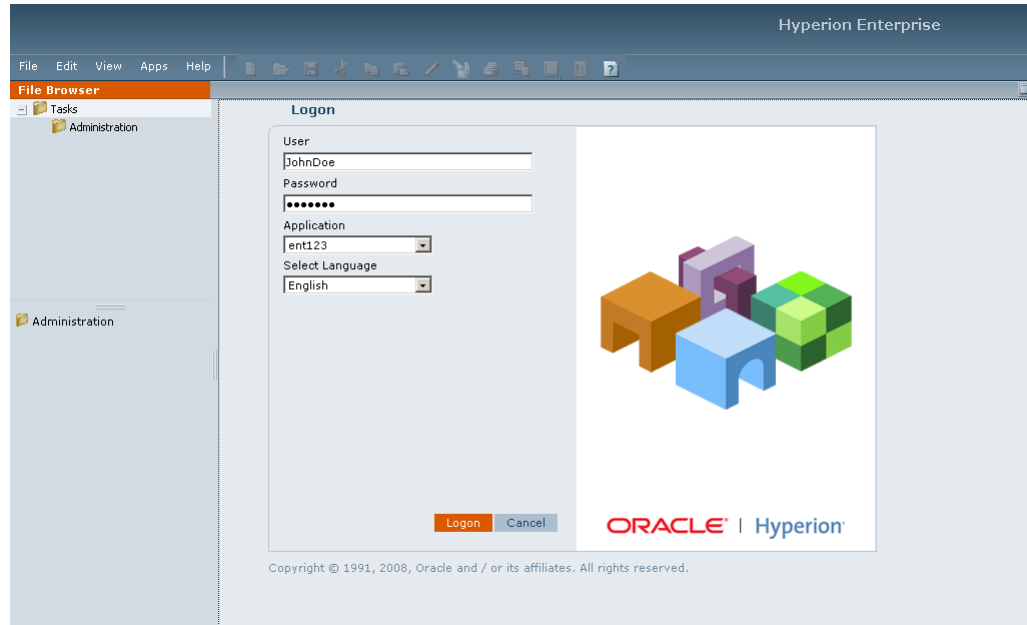 Hyperion Enterprise
File Edit View Apps Help ?
File Browser
Tasks
Administration
Administration
Logon
User
JohnDoe
Password
•••••••
Application
ent123
Select Language
English
Logon Cancel
ORACLE® | Hyperion®
Copyright © 1991, 2008, Oracle and / or its affiliates. All rights reserved.